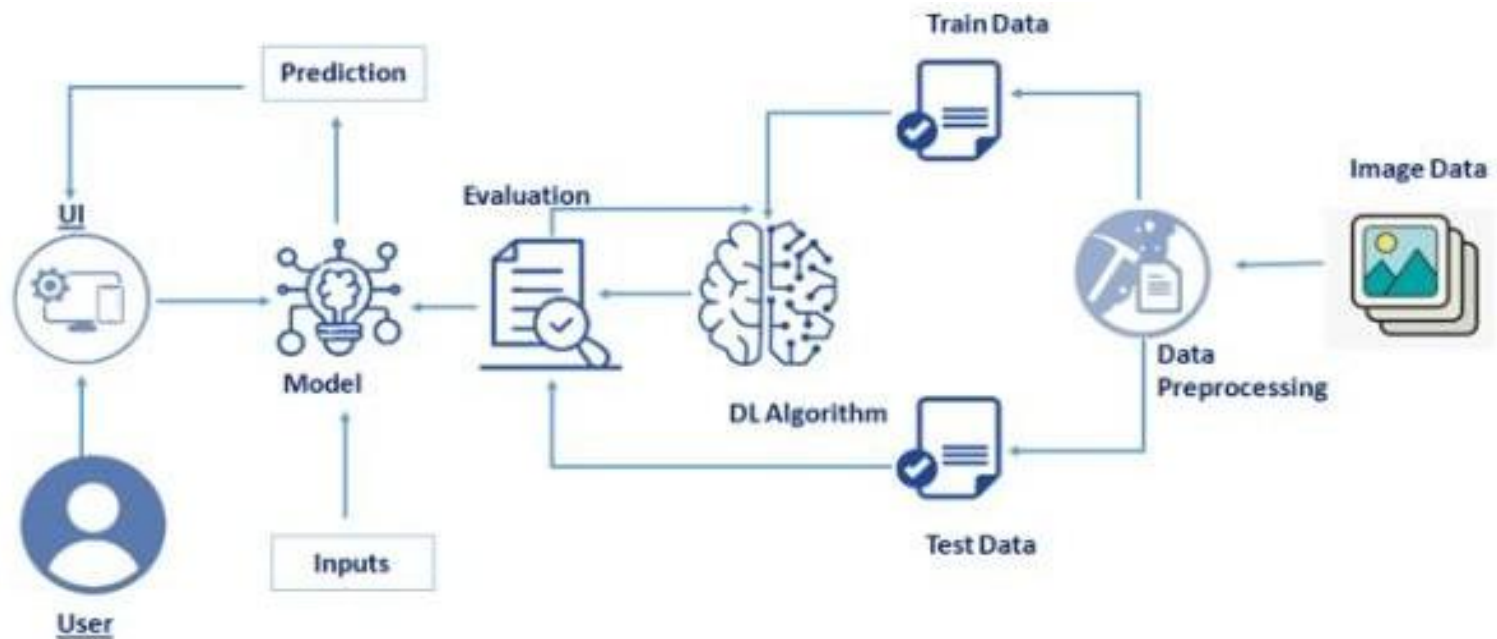 Train Data
Prediction
Image Data
Evaluation
UI
Data
Preprocessing
Model
DL Algorithm
Test Data
Inputs
User